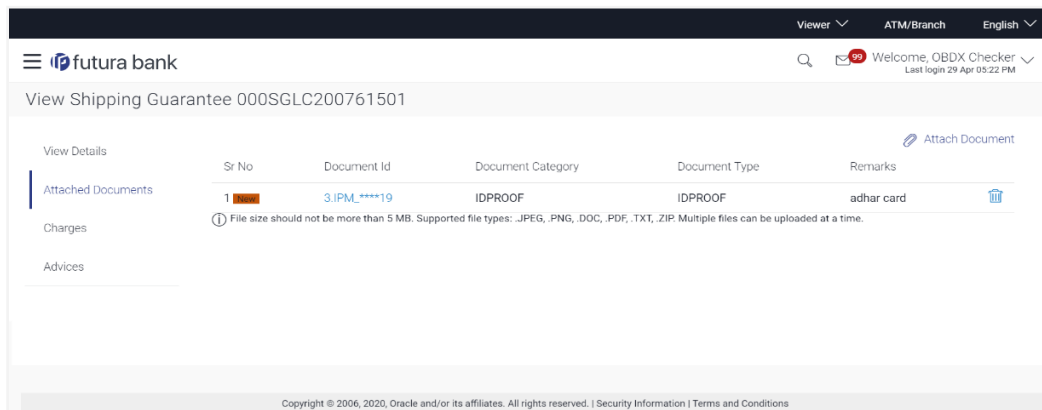 Viewer ATM/Branch English
futura bank 99 Welcome, OBDX Checker
Last login 29 Apr 05:22 PM
View Shipping Guarantee 000SGLC200761501
Attach Document
View Details
Sr No Document Id Document Category Document Type Remarks
Attached Documents
1 New 3.IPM_****19 IDPROOF IDPROOF adhar card
File size should not be more than 5 MB. Supported file types: .JPEG, .PNG, .DOC, .PDF, .TXT, .ZIP. Multiple files can be uploaded at a time.
Charges
Advices
Copyright © 2006, 2020, Oracle and/or its affiliates. All rights reserved. | Security Information | Terms and Conditions